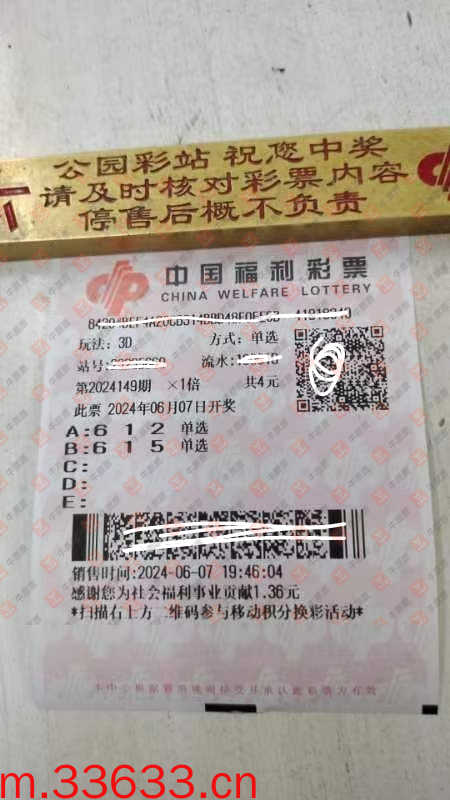 公园彩站 祝您中奖
请及时核对彩票内容
停售后概不负责
中国福利彩票
CHINA WELFARE LOTTERY
玩法: 3D 方式: 单选
站号: 流水:
第2024149期 ×1倍 共4元
此票 2024年06月07日开奖
A:6 1 2 单选
B:6 1 5 单选
C:
D:
E:
销售时间:2024-06-07 19:46:04
感谢您为社会福利事业贡献1.36元
*扫描右上方二维码参与移动积分换彩活动*
m.33633.cn